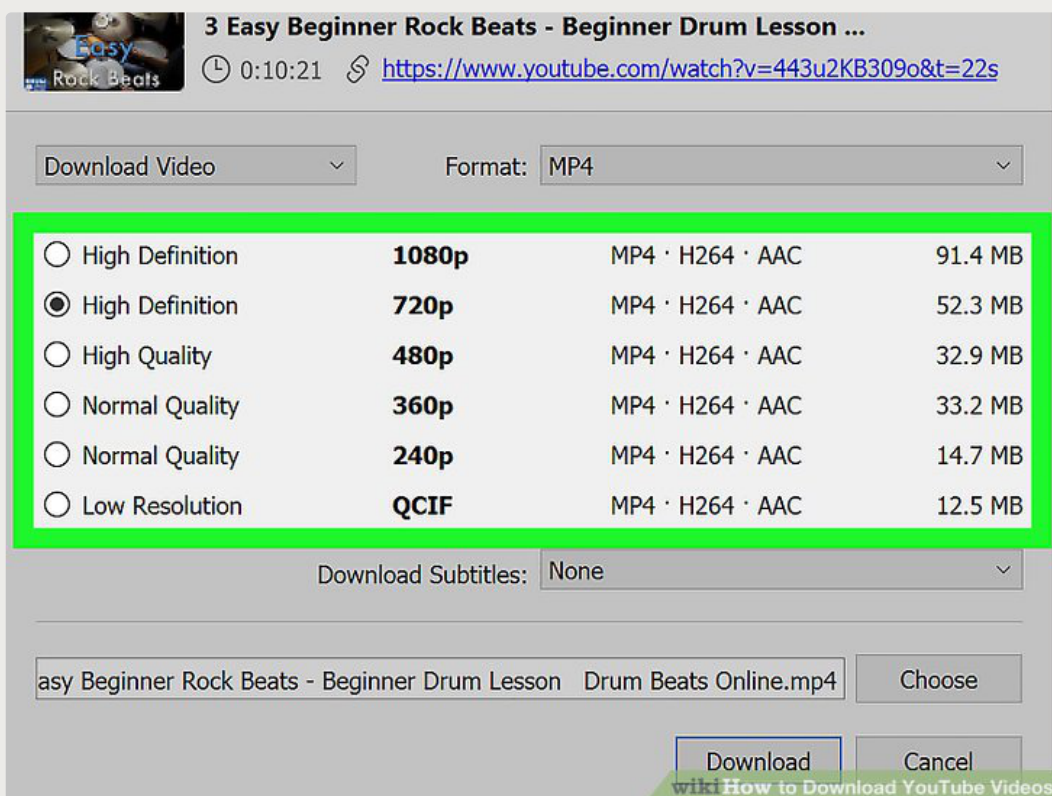 3 Easy Beginner Rock Beats - Beginner Drum Lesson ...
Easy
Rock Beats
0:10:21 https://www.youtube.com/watch?v=443u2KB309o&t=22s
Download Video Format: MP4
High Definition 1080p MP4 · H264 · AAC 91.4 MB
High Definition 720p MP4 · H264 · AAC 52.3 MB
High Quality 480p MP4 · H264 · AAC 32.9 MB
Normal Quality 360p MP4 · H264 · AAC 33.2 MB
Normal Quality 240p MP4 · H264 · AAC 14.7 MB
Low Resolution QCIF MP4 · H264 · AAC 12.5 MB
Download Subtitles: None
asy Beginner Rock Beats - Beginner Drum Lesson Drum Beats Online.mp4 Choose
Download Cancel
wikiHow to Download YouTube Videos